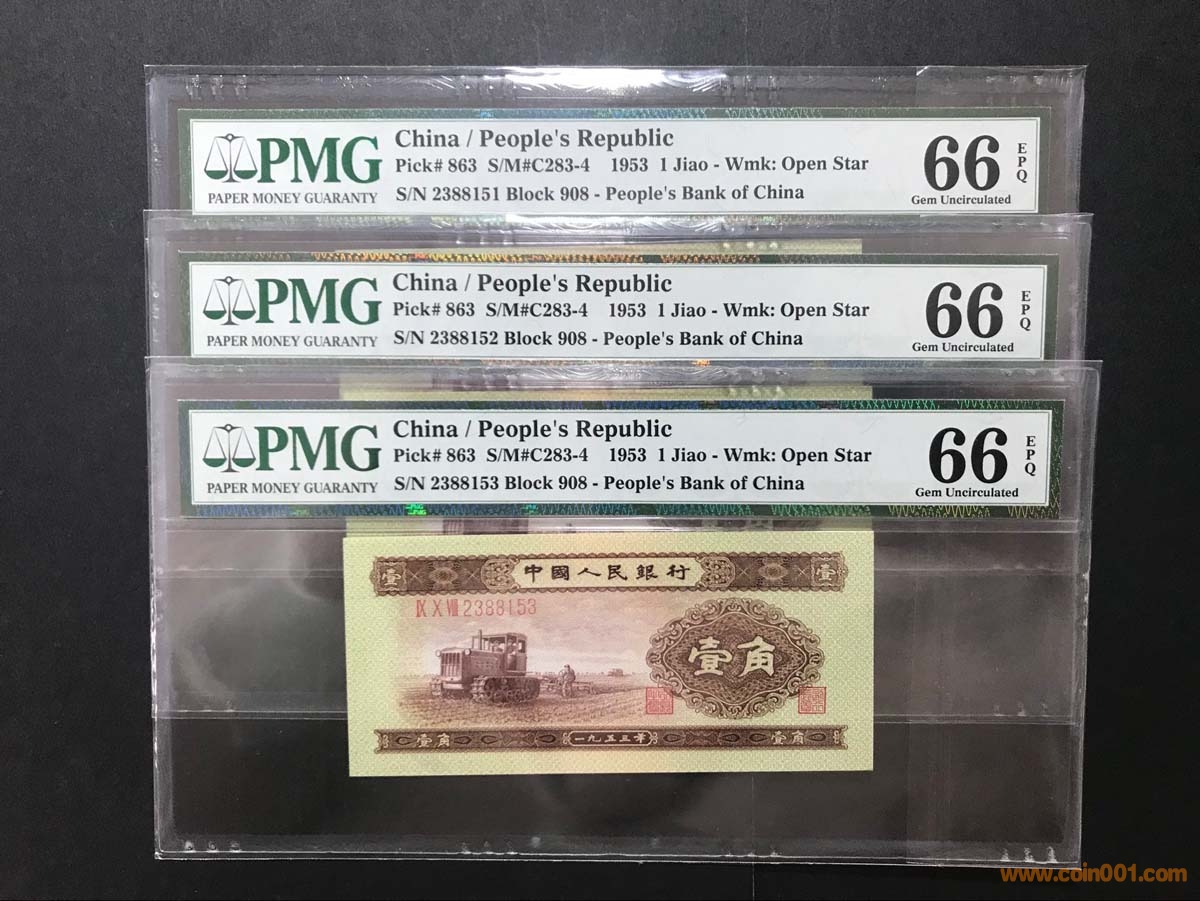 PMG
PAPER MONEY GUARANTY
China / People's Republic
Pick# 863 S/M#C283-4 1953 1 Jiao - Wmk: Open Star
S/N 2388151 Block 908 - People's Bank of China
66
EPQ
Gem Uncirculated
PMG
PAPER MONEY GUARANTY
China / People's Republic
Pick# 863 S/M#C283-4 1953 1 Jiao - Wmk: Open Star
S/N 2388152 Block 908 - People's Bank of China
66
EPQ
Gem Uncirculated
PMG
PAPER MONEY GUARANTY
China / People's Republic
Pick# 863 S/M#C283-4 1953 1 Jiao - Wmk: Open Star
S/N 2388153 Block 908 - People's Bank of China
66
EPQ
Gem Uncirculated
壹 中國人民銀行 壹
IX X VIII 2388153
壹角
壹角 一九五三年 壹角
www.coin001.com